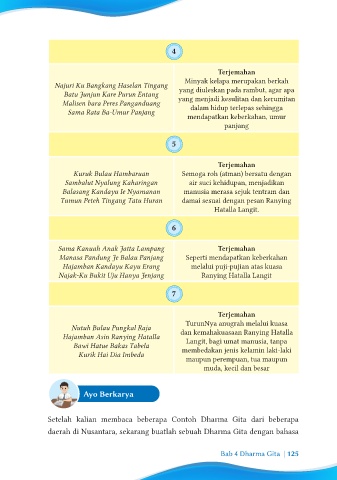 4
Najuri Ku Bangkang Haselan Tingang
Batu Junjun Kare Purun Entang
Malisen bara Peres Panganduang
Sama Rata Ba-Umur Panjang
Terjemahan
Minyak kelapa merupakan berkah
yang dioleskan pada rambut, agar apa
yang menjadi kesulitan dan kerumitan
dalam hidup terlepas sehingga
mendapatkan keberkahan, umur
panjang
5
Kuruk Bulau Hambaruan
Sambalut Nyalung Kaharingan
Balasang Kandayu Ie Nyamanan
Tumun Peteh Tingang Tatu Huran
Terjemahan
Semoga roh (atman) bersatu dengan
air suci kehidupan, menjadikan
manusia merasa sejuk tentram dan
damai sesuai dengan pesan Ranying
Hatalla Langit.
6
Sama Kanuah Anak Jatta Lampang
Manasa Pandung Je Balau Panjang
Hajamban Kandayu Kayu Erang
Najak-Ku Bukit Uju Hanya Jenjang
Terjemahan
Seperti mendapatkan keberkahan
melalui puji-pujian atas kuasa
Ranying Hatalla Langit
7
Nutuh Bulau Pungkal Raja
Hajamban Asin Ranying Hatalla
Bawi Hatue Bakas Tabela
Kurik Hai Dia Imbeda
Terjemahan
TurunNya anugrah melalui kuasa
dan kemahakuasaan Ranying Hatalla
Langit, bagi umat manusia, tanpa
membedakan jenis kelamin laki-laki
maupun perempuan, tua maupun
muda, kecil dan besar
Ayo Berkarya
Setelah kalian membaca beberapa Contoh Dharma Gita dari beberapa
daerah di Nusantara, sekarang buatlah sebuah Dharma Gita dengan bahasa
Bab 4 Dharma Gita | 125